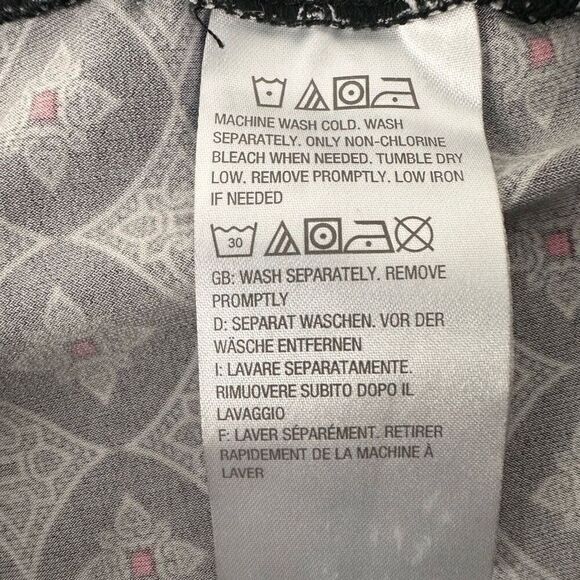 MACHINE WASH COLD. WASH
SEPARATELY. ONLY NON-CHLORINE
BLEACH WHEN NEEDED. TUMBLE DRY
LOW. REMOVE PROMPTLY. LOW IRON
IF NEEDED
30
GB: WASH SEPARATELY. REMOVE
PROMPTLY
D: SEPARAT WASCHEN. VOR DER
WÄSCHE ENTFERNEN
I: LAVARE SEPARATAMENTE.
RIMUOVERE SUBITO DOPO IL
LAVAGGIO
F: LAVER SÉPARÉMENT. RETIRER
RAPIDEMENT DE LA MACHINE À
LAVER